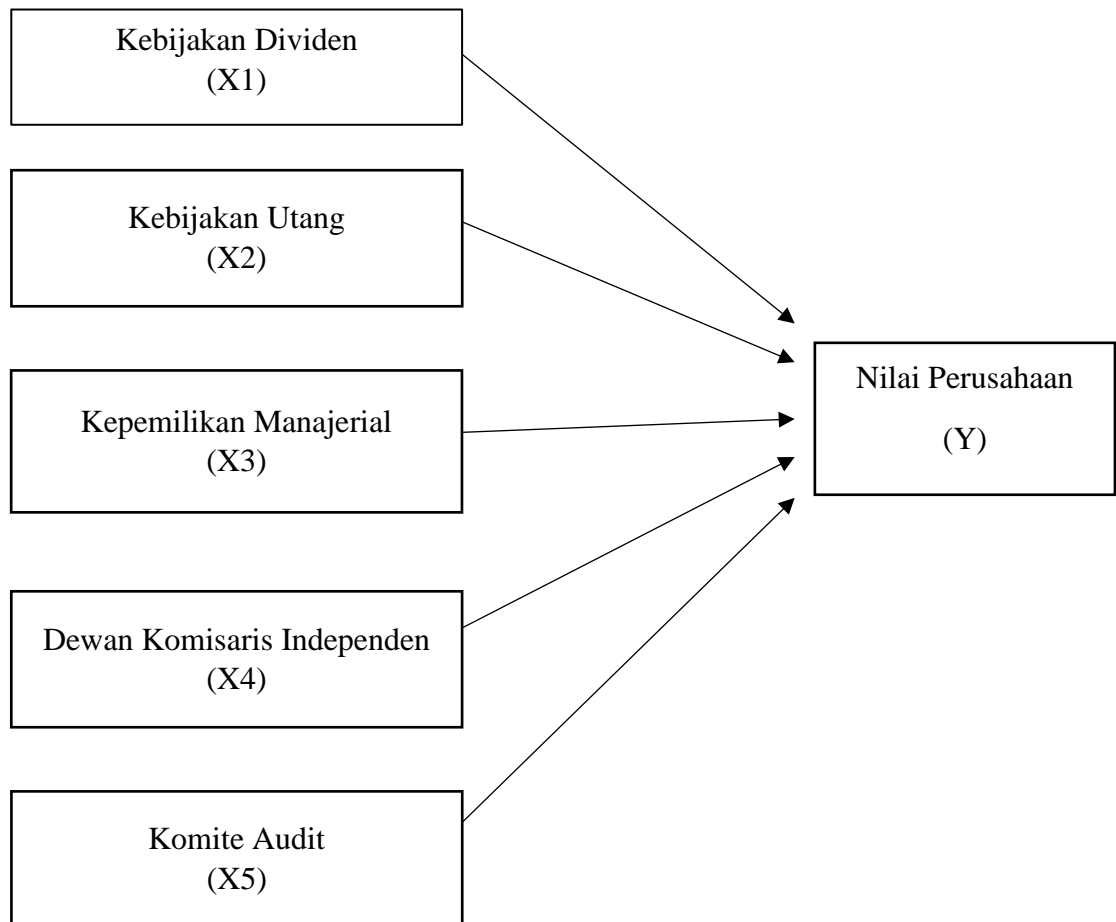 Kebijakan Dividen
(X1)
Kebijakan Utang
(X2)
Kepemilikan Manajerial
(X3)
Dewan Komisaris Independen
(X4)
Komite Audit
(X5)
Nilai Perusahaan
(Y)